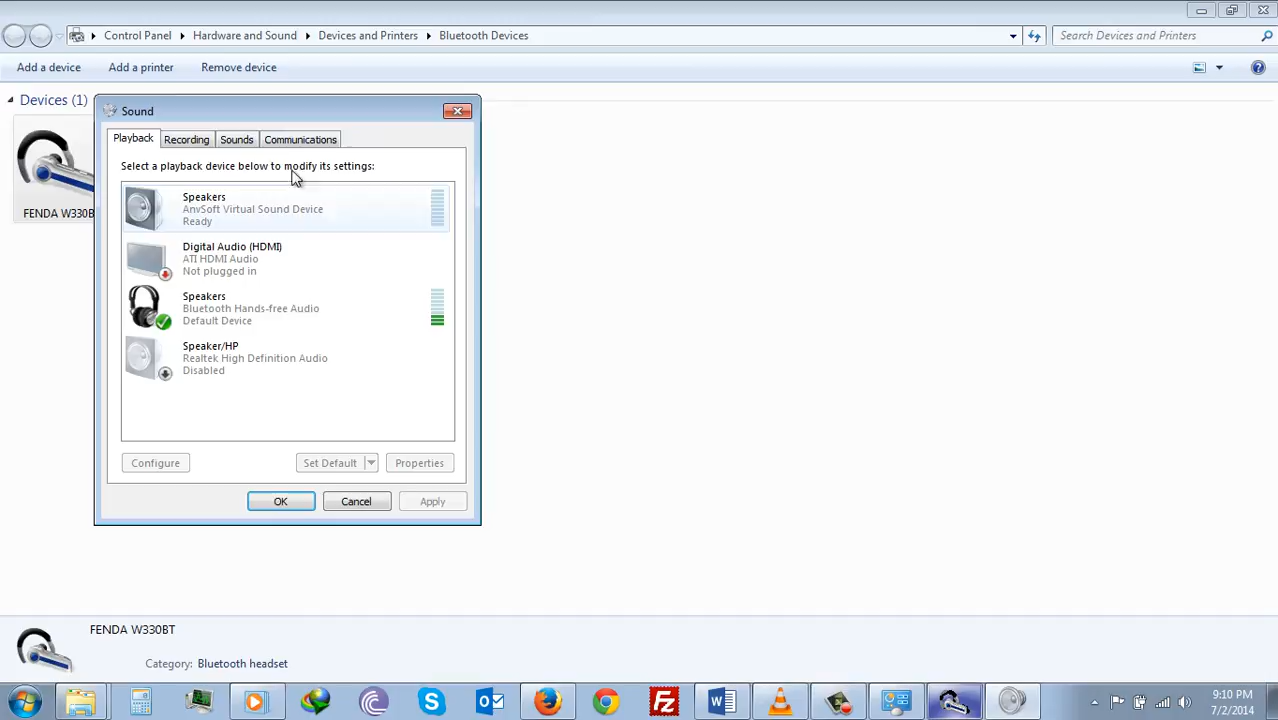 Control Panel Hardware and Sound Devices and Printers Bluetooth Devices
Search Devices and Printers
Add a device Add a printer Remove device
Devices (1)
FENDA W330B
Sound
Playback Recording Sounds Communications
Select a playback device below to modify its settings:
Speakers
AnvSoft Virtual Sound Device
Ready
Digital Audio (HDMI)
ATI HDMI Audio
Not plugged in
Speakers
Bluetooth Hands-free Audio
Default Device
Speaker/HP
Realtek High Definition Audio
Disabled
Configure Set Default Properties
OK Cancel Apply
FENDA W330BT
Category: Bluetooth headset
9:10 PM
7/2/2014